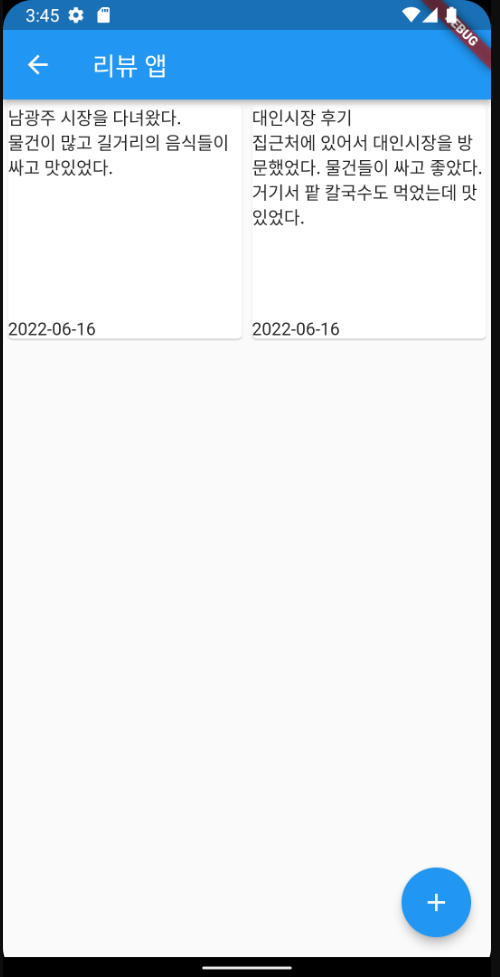 3:45
DEBUG
리뷰 앱
남광주 시장을 다녀왔다.
물건이 많고 길거리의 음식들이
싸고 맛있었다.
2022-06-16
대인시장 후기
집근처에 있어서 대인시장을 방
문했었다. 물건들이 싸고 좋았다.
거기서 팥 칼국수도 먹었는데 맛
있었다.
2022-06-16